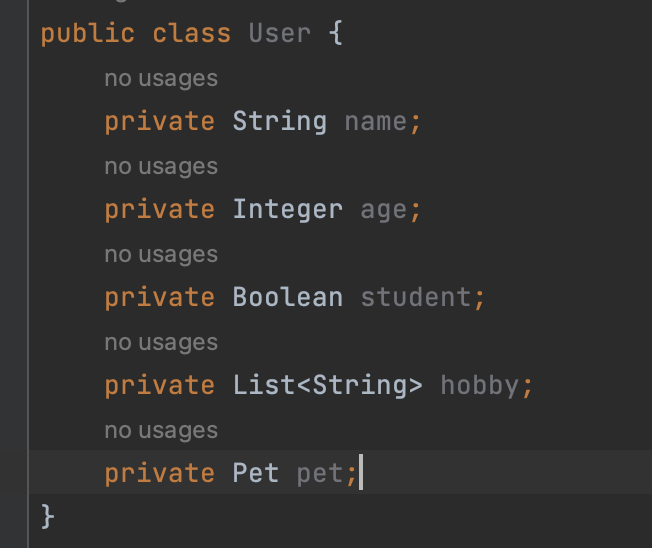 public class User {
no usages
private String name;
no usages
private Integer age;
no usages
private Boolean student;
no usages
private List<String> hobby;
no usages
private Pet pet;
}